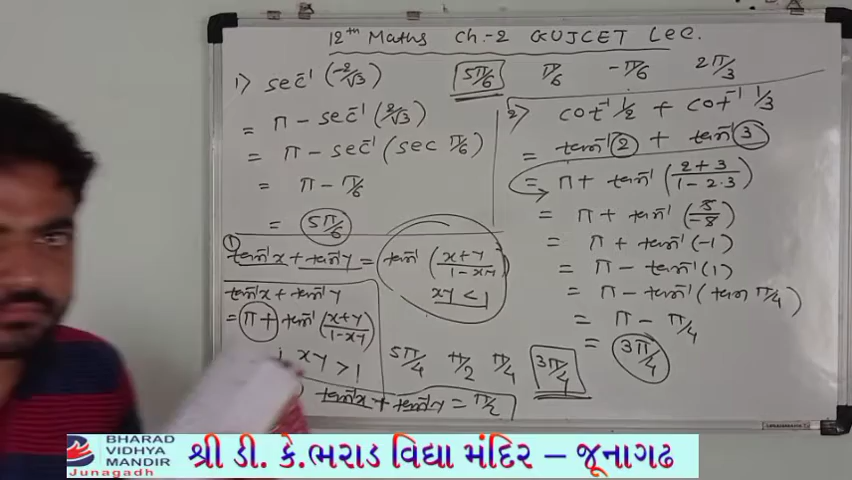 12th Maths Ch.-2 GUJCET Lec.
1) sec⁻¹(-2/√3)
5π/6 π/6 -π/6 2π/3
= π - sec⁻¹(2/√3)
= π - sec⁻¹(sec π/6)
= π - π/6
= 5π/6
① tan⁻¹x + tan⁻¹y = tan⁻¹(x+y/1-xy)
xy < 1
tan⁻¹x + tan⁻¹y
= π + tan⁻¹(x+y/1-xy)
xy > 1
tan⁻¹x + tan⁻¹y = π/2
2) cot⁻¹ 1/2 + cot⁻¹ 1/3
= tan⁻¹ 2 + tan⁻¹ 3
= π + tan⁻¹(2+3/1-2·3)
= π + tan⁻¹(5/-5)
= π + tan⁻¹(-1)
= π - tan⁻¹(1)
= π - tan⁻¹(tan π/4)
= π - π/4
= 3π/4
5π/4 π/2 π/4 3π/4
BHARAD
VIDHYA
MANDIR
Junagadh
શ્રી ડી. કે.ભરાડ વિદ્યા મંદિર – જૂનાગઢ